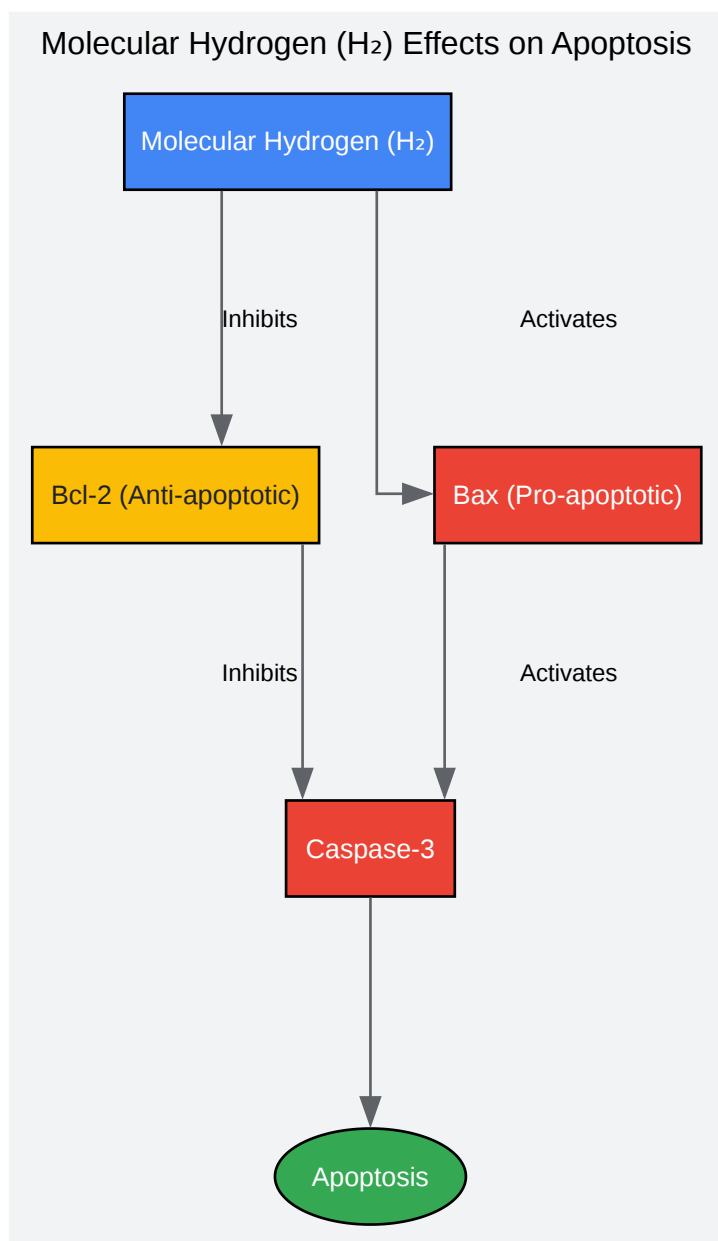 Molecular Hydrogen (H₂) Effects on Apoptosis
Molecular Hydrogen (H₂)
Inhibits
Activates
Bcl-2 (Anti-apoptotic)
Bax (Pro-apoptotic)
Inhibits
Activates
Caspase-3
Apoptosis